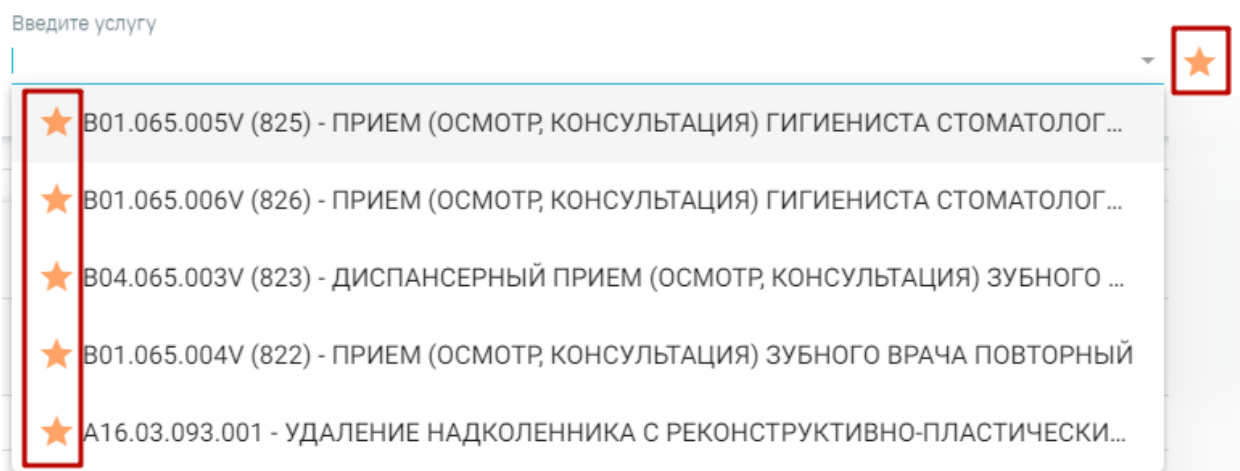 Введите услугу
B01.065.005V (825) - ПРИЕМ (ОСМОТР, КОНСУЛЬТАЦИЯ) ГИГИЕНИСТА СТОМАТОЛОГ...
B01.065.006V (826) - ПРИЕМ (ОСМОТР, КОНСУЛЬТАЦИЯ) ГИГИЕНИСТА СТОМАТОЛОГ...
B04.065.003V (823) - ДИСПАНСЕРНЫЙ ПРИЕМ (ОСМОТР, КОНСУЛЬТАЦИЯ) ЗУБНОГО ...
B01.065.004V (822) - ПРИЕМ (ОСМОТР, КОНСУЛЬТАЦИЯ) ЗУБНОГО ВРАЧА ПОВТОРНЫЙ
A16.03.093.001 - УДАЛЕНИЕ НАДКОЛЕННИКА С РЕКОНСТРУКТИВНО-ПЛАСТИЧЕСКИ...